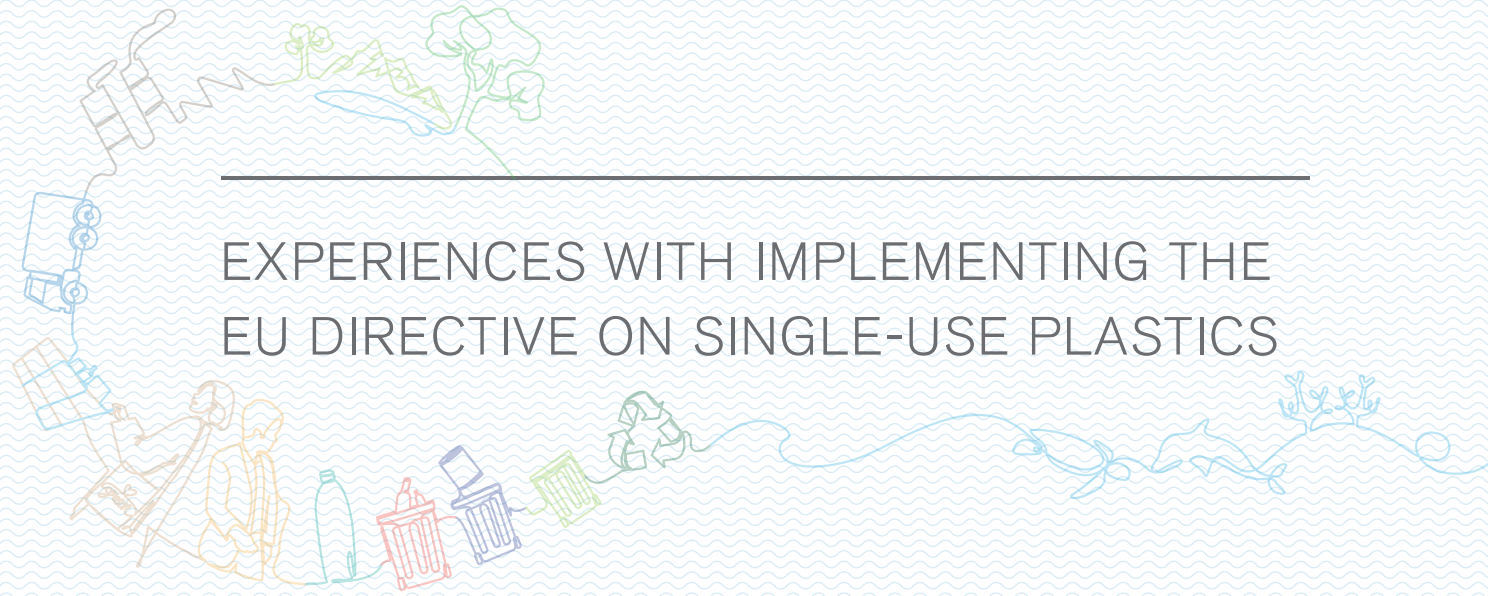 EXPERIENCES WITH IMPLEMENTING THE
EU DIRECTIVE ON SINGLE-USE PLASTICS